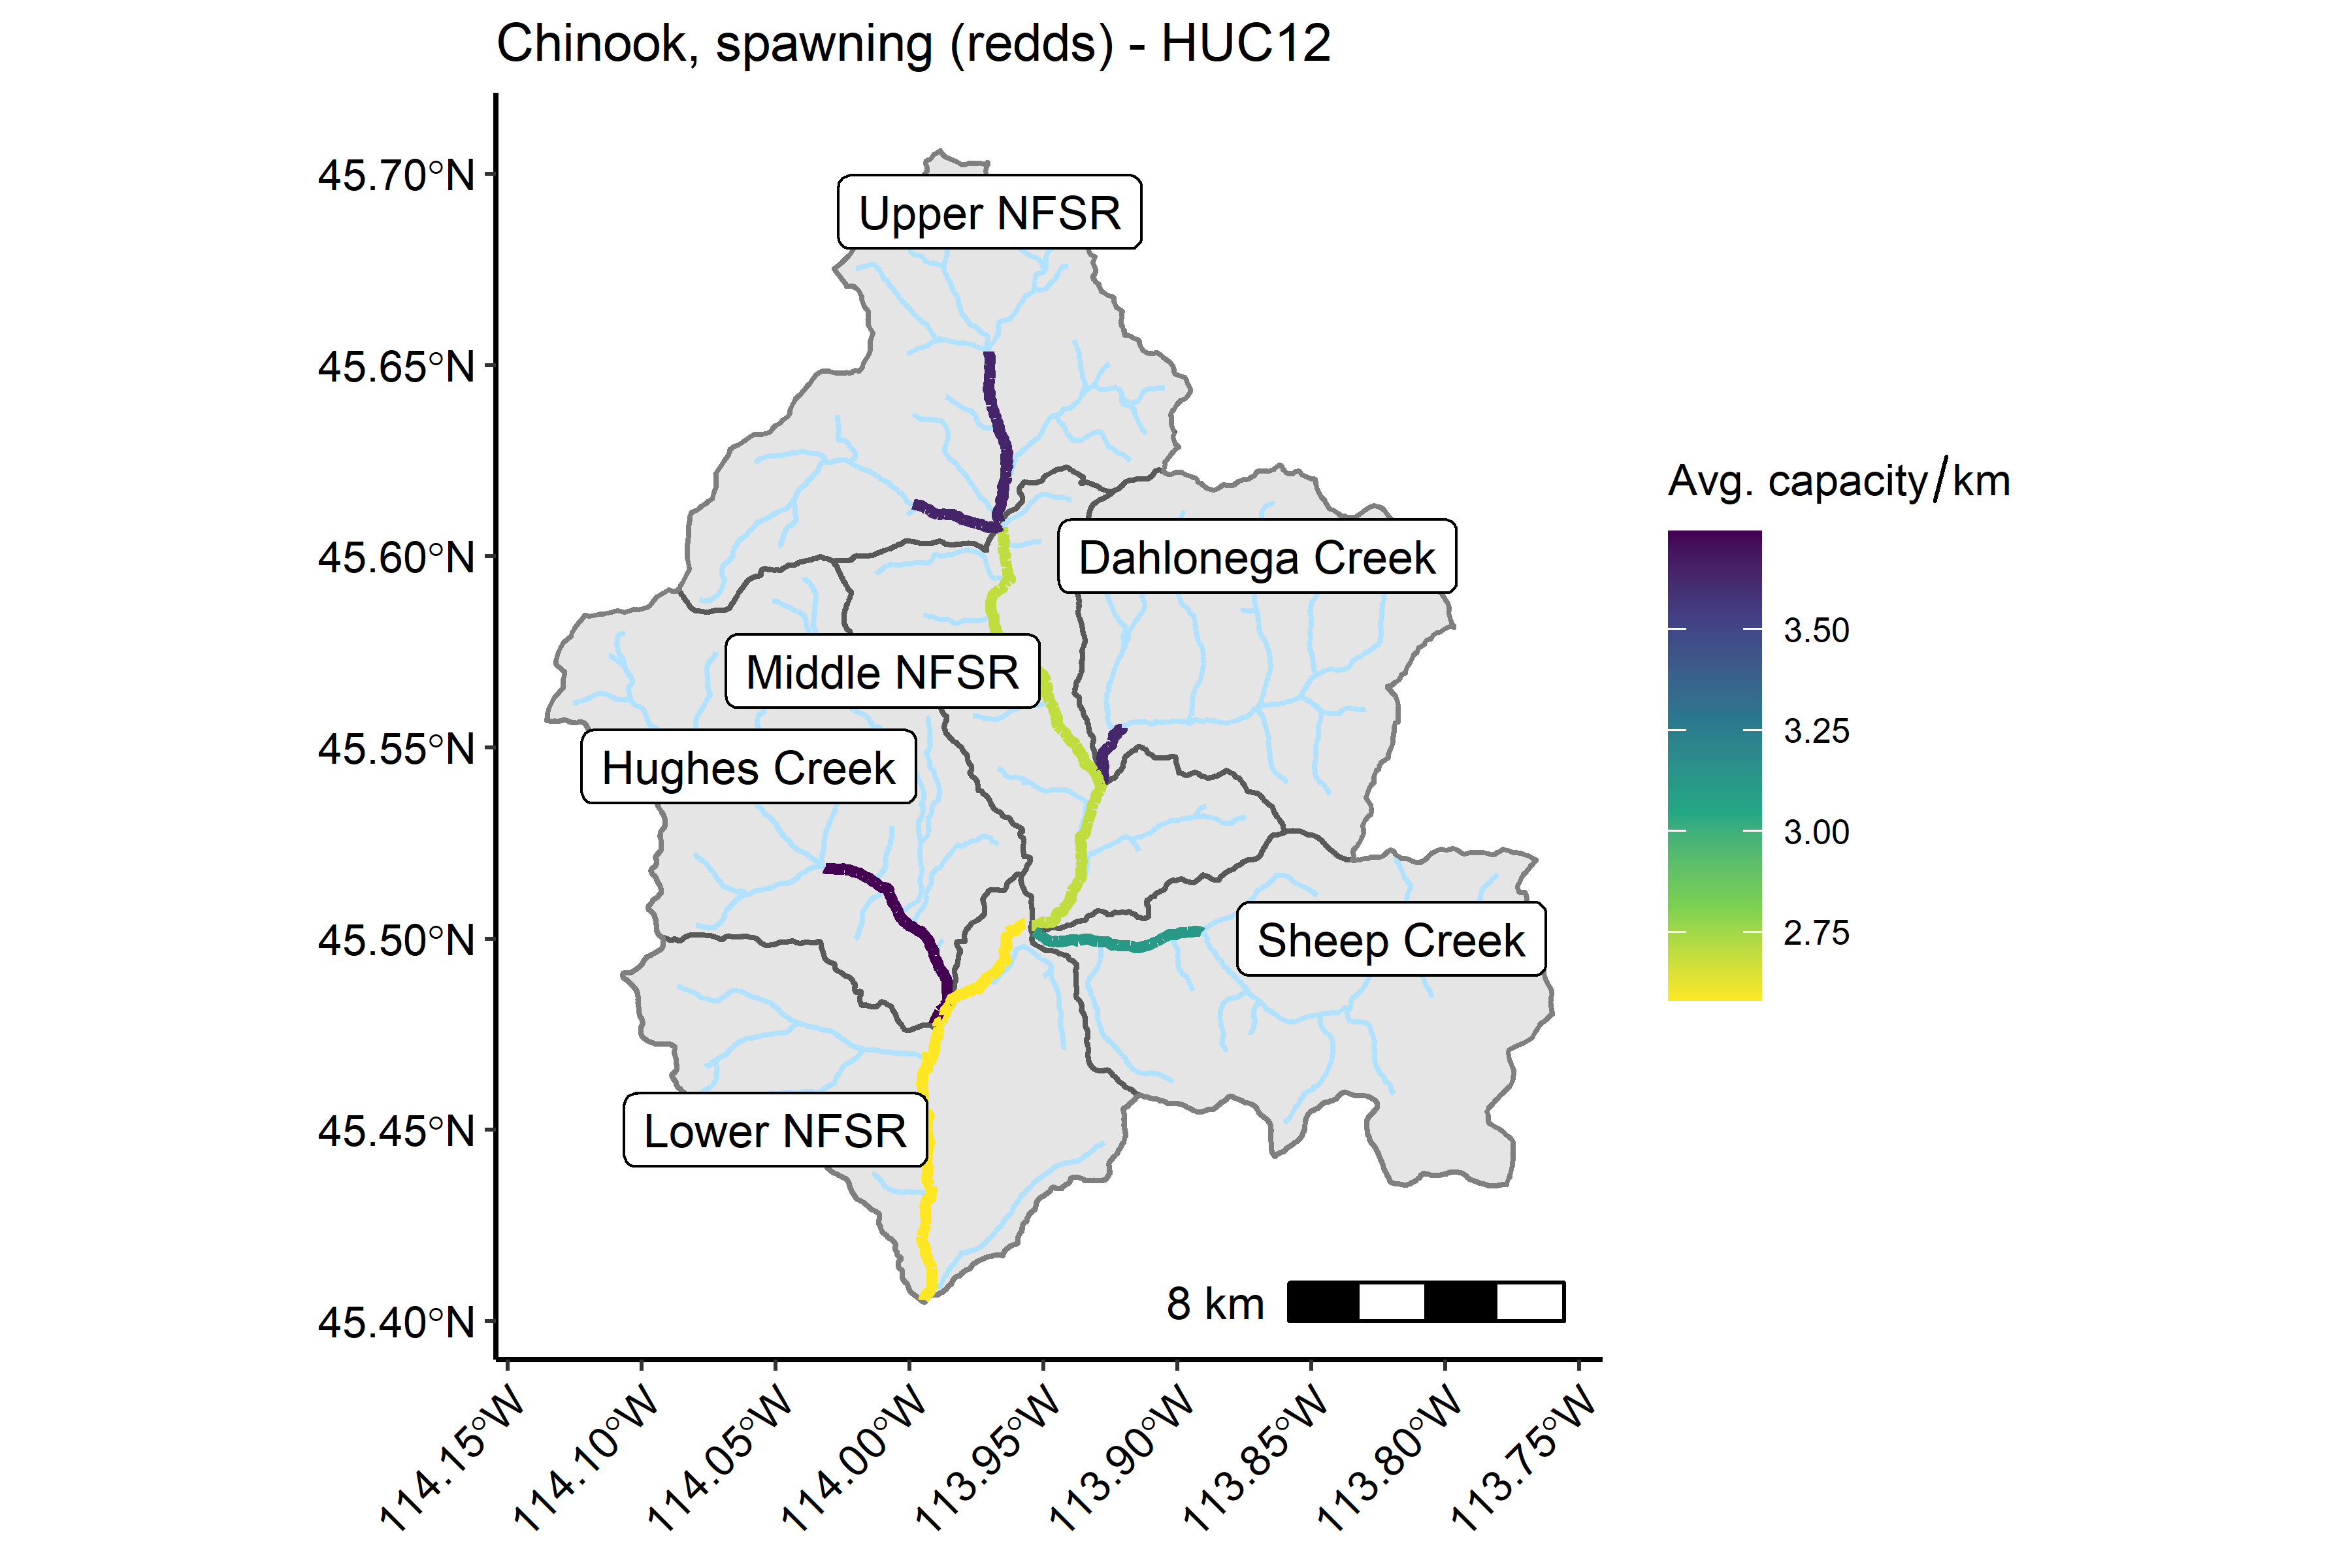 Chinook, spawning (redds) - HUC12
45.70°N
45.65°N
45.60°N
45.55°N
45.50°N
45.45°N
45.40°N
Upper NFSR
Dahlonega Creek
Middle NFSR
Hughes Creek
Sheep Creek
Lower NFSR
8 km
114.15°W
114.10°W
114.05°W
114.00°W
113.95°W
113.90°W
113.85°W
113.80°W
113.75°W
Avg. capacity/km
3.50
3.25
3.00
2.75